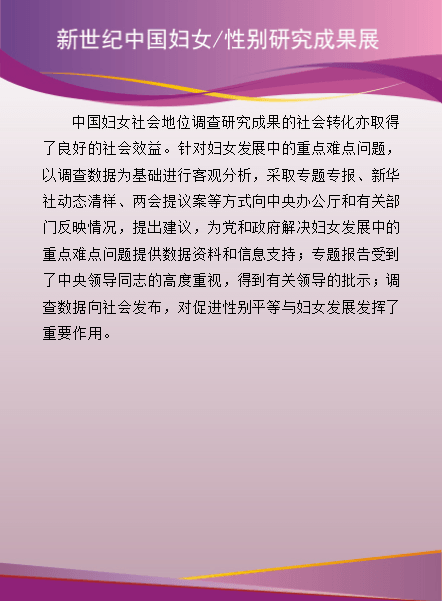 新世纪中国妇女/性别研究成果展
中国妇女社会地位调查研究成果的社会转化亦取得
了良好的社会效益。针对妇女发展中的重点难点问题，
以调查数据为基础进行客观分析，采取专题专报、新华
社动态清样、两会提议案等方式向中央办公厅和有关部
门反映情况，提出建议，为党和政府解决妇女发展中的
重点难点问题提供数据资料和信息支持；专题报告受到
了中央领导同志的高度重视，得到有关领导的批示；调
查数据向社会发布，对促进性别平等与妇女发展发挥了
重要作用。